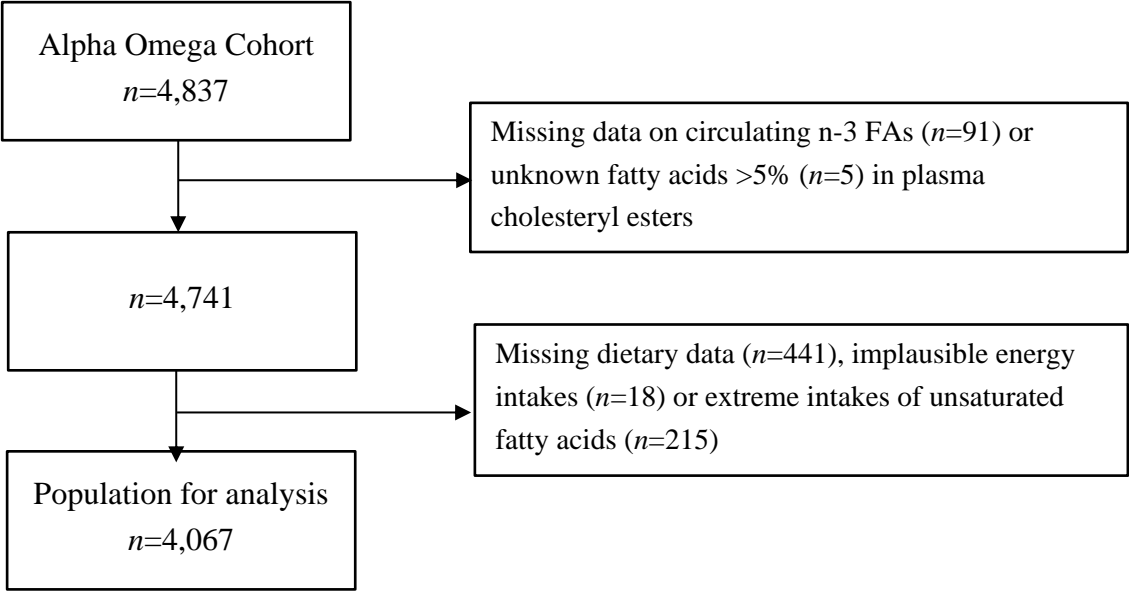 Alpha Omega Cohort
n=4,837
Missing data on circulating n-3 FAs (n=91) or
unknown fatty acids >5% (n=5) in plasma
cholesteryl esters
n=4,741
Missing dietary data (n=441), implausible energy
intakes (n=18) or extreme intakes of unsaturated
fatty acids (n=215)
Population for analysis
n=4,067